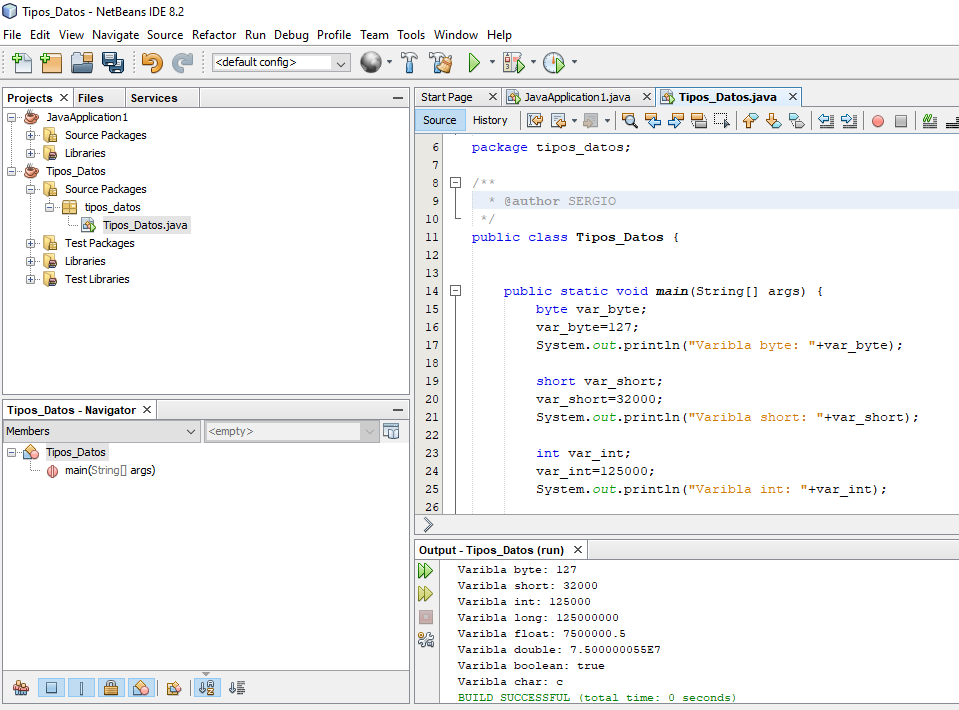 Tipos_Datos - NetBeans IDE 8.2
File Edit View Navigate Source Refactor Run Debug Profile Team Tools Window Help
<default config>
Projects Files Services
JavaApplication1
Source Packages
Libraries
Tipos_Datos
Source Packages
tipos_datos
Tipos_Datos.java
Test Packages
Libraries
Test Libraries
Tipos_Datos - Navigator
Members <empty>
Tipos_Datos
main(String[] args)
Start Page JavaApplication1.java Tipos_Datos.java
Source History
6 package tipos_datos;
7
8 /**
9 * @author SERGIO
10 */
11 public class Tipos_Datos {
12
13
14 public static void main(String[] args) {
15 byte var_byte;
16 var_byte=127;
17 System.out.println("Varibla byte: "+var_byte);
18
19 short var_short;
20 var_short=32000;
21 System.out.println("Varibla short: "+var_short);
22
23 int var_int;
24 var_int=125000;
25 System.out.println("Varibla int: "+var_int);
26
Output - Tipos_Datos (run)
Varibla byte: 127
Varibla short: 32000
Varibla int: 125000
Varibla long: 125000000
Varibla float: 7500000.5
Varibla double: 7.500000055E7
Varibla boolean: true
Varibla char: c
BUILD SUCCESSFUL (total time: 0 seconds)